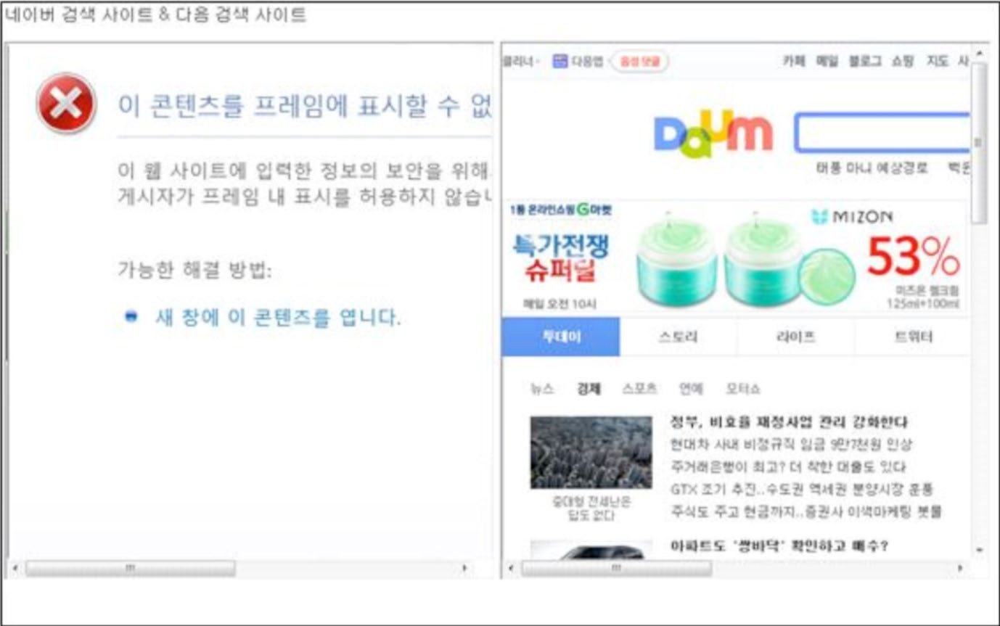 네이버 검색 사이트 & 다음 검색 사이트
이 콘텐츠를 프레임에 표시할 수 없
이 웹 사이트에 입력한 정보의 보안을 위해
게시자가 프레임 내 표시를 허용하지 않습니
가능한 해결 방법:
새 창에 이 콘텐츠를 엽니다.
클리너 다음앱 음성 댓글 카페 메일 블로그 쇼핑 지도 사
Daum
태풍 마니 예상경로
1등 온라인쇼핑 G마켓
특가전쟁
슈퍼딜
매일 오전 10시
MIZON
53%
미즈온 젤크림
125ml+100ml
투데이 스토리 라이프 트위터
뉴스 경제 스포츠 연예 모터쇼
정부, 비효율 재정사업 관리 강화한다
현대차 사내 비정규직 임금 9만7천원 인상
주거래은행이 최고? 더 착한 대출도 있다
GTX 조기 추진..수도권 역세권 분양시장 훈풍
주식도 주고 현금까지..증권사 이색마케팅 봇물
중대형 전세난은
답도 없다
아파트도 '쌍바닥' 확인하고 매수?